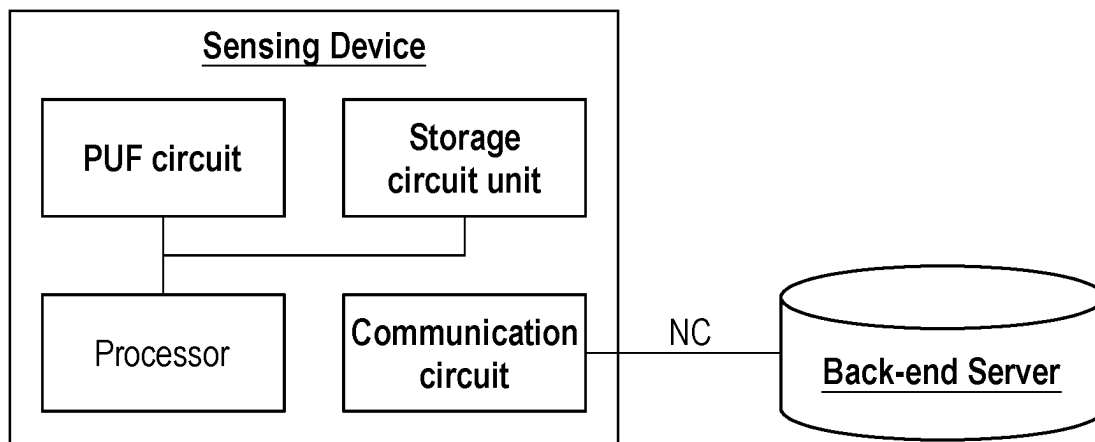 Sensing Device
PUF circuit
Storage
circuit unit
Processor
Communication
circuit
NC
Back-end Server